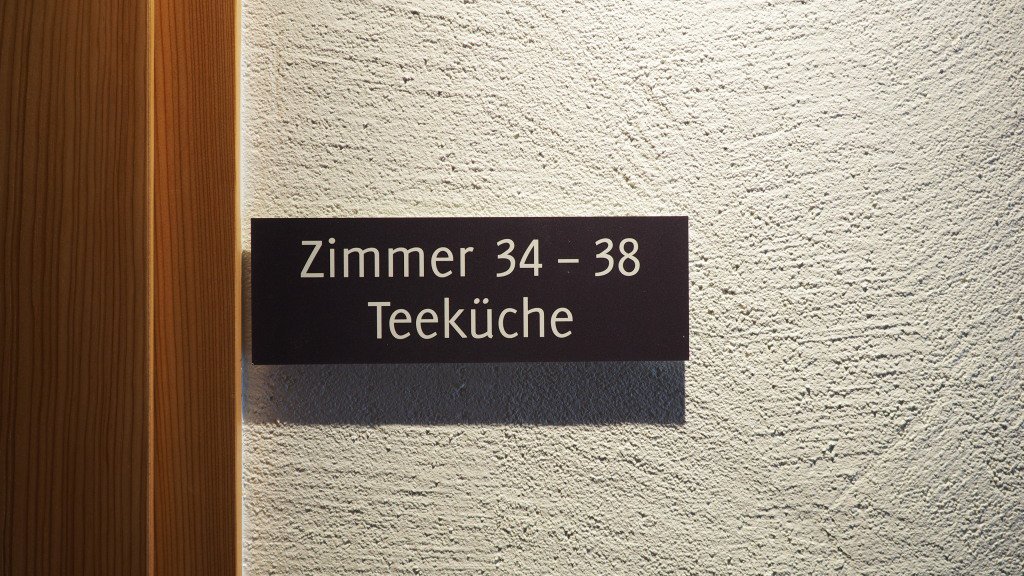 Zimmer 34 – 38
Teeküche